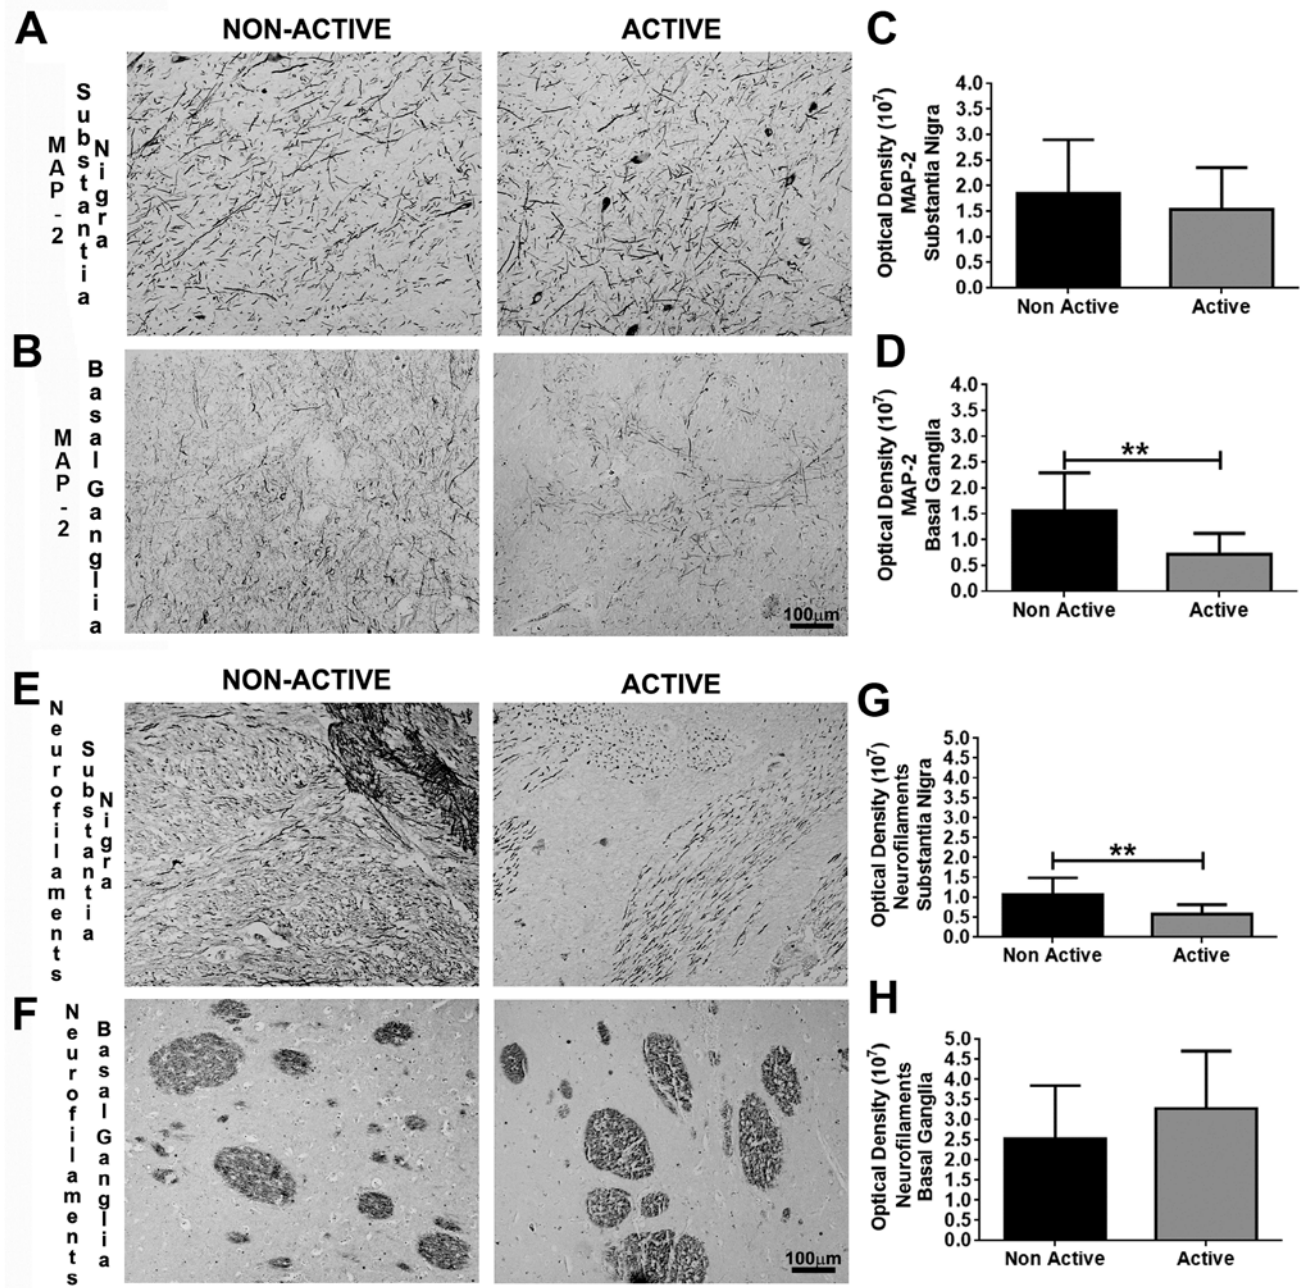 A
NON-ACTIVE
ACTIVE
MAP-2
Substantia
Nigra
C
Optical Density (10⁷)
MAP-2
Substantia Nigra
4.0
3.5
3.0
2.5
2.0
1.5
1.0
0.5
0.0
Non Active
Active
B
MAP-2
Basal Ganglia
100µm
D
Optical Density (10⁷)
MAP-2
Basal Ganglia
4.0
3.5
3.0
2.5
2.0
1.5
1.0
0.5
0.0
**
Non Active
Active
E
NON-ACTIVE
ACTIVE
Neurofilaments
Substantia
Nigra
G
Optical Density (10⁷)
Neurofilaments
Substantia Nigra
5.0
4.5
4.0
3.5
3.0
2.5
2.0
1.5
1.0
0.5
0.0
**
Non Active
Active
F
Neurofilaments
Basal Ganglia
100µm
H
Optical Density (10⁷)
Neurofilaments
Basal Ganglia
5.0
4.5
4.0
3.5
3.0
2.5
2.0
1.5
1.0
0.5
0.0
Non Active
Active